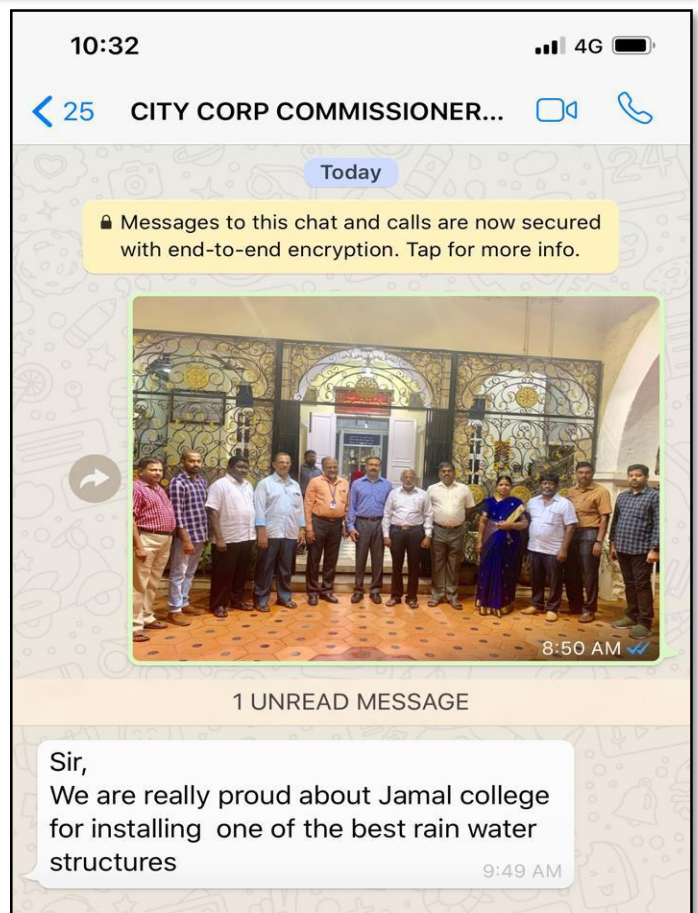 10:32
4G
25 CITY CORP COMMISSIONER...
Today
Messages to this chat and calls are now secured
with end-to-end encryption. Tap for more info.
8:50 AM
1 UNREAD MESSAGE
Sir,
We are really proud about Jamal college
for installing one of the best rain water
structures
9:49 AM